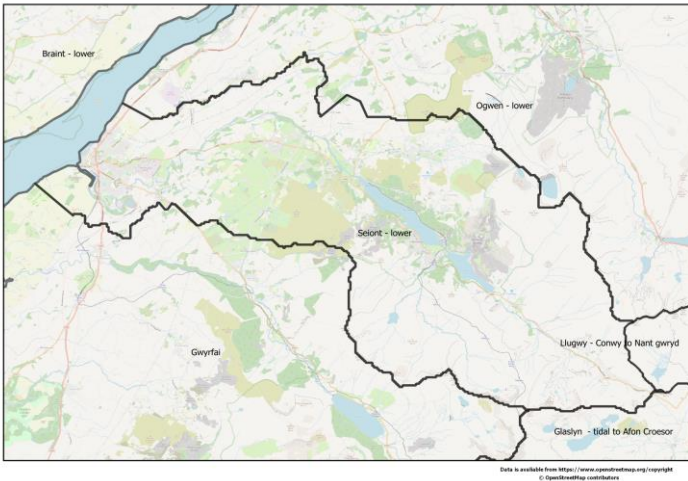 Braint - lower
Ogwen - lower
Seiont - lower
Llugwy - Conwy to Nant gwryd
Gwyrfai
Glaslyn - tidal to Afon Croesor
Data is available from https://www.openstreetmap.org/copyright
© OpenStreetMap contributors